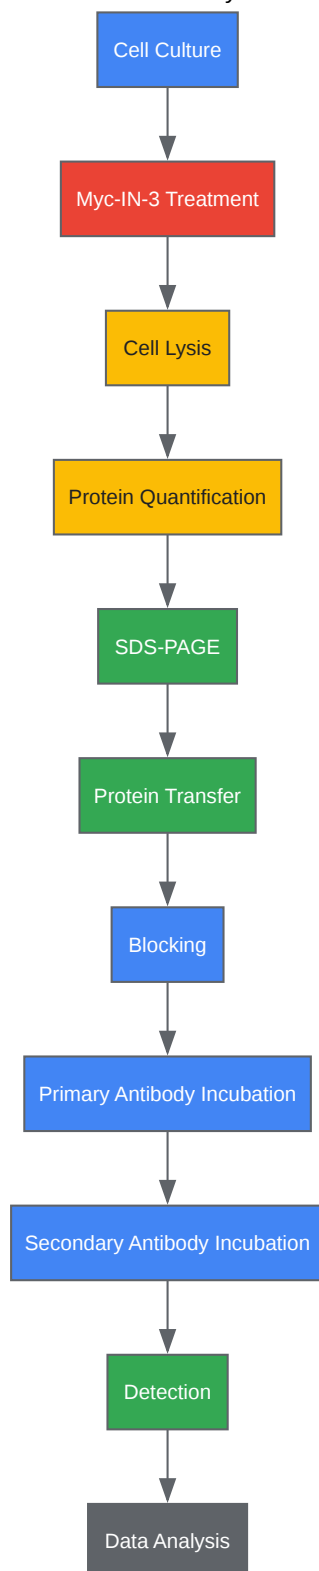 Cell Culture
Myc-IN-3 Treatment
Cell Lysis
Protein Quantification
SDS-PAGE
Protein Transfer
Blocking
Primary Antibody Incubation
Secondary Antibody Incubation
Detection
Data Analysis